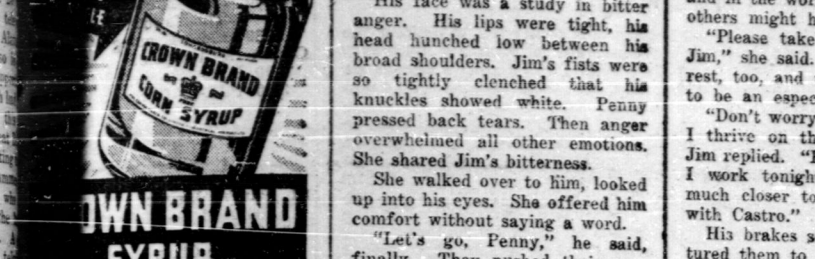 CROWN BRAND
CORN SYRUP
OWN BRAND
SYRUP
His face was a study in bitter
anger. His lips were tight, his
head hunched low between his
broad shoulders. Jim's fists were
so tightly clenched that his
knuckles showed white. Penny
pressed back tears. Then anger
overwhelmed all other emotions.
She shared Jim's bitterness.
She walked over to him, looked
up into his eyes. She offered him
comfort without saying a word.
"Let's go, Penny," he said,
finally. Then
others might h
"Please take
Jim," she said.
rest, too, and
to be an espec
"Don't worry
I thrive on th
Jim replied. "I
I work tonigh
much closer to
with Castro."
His brakes s
tured them to